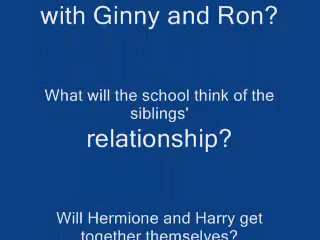 with Ginny and Ron?
What will the school think of the
siblings'
relationship?
Will Hermione and Harry get
together themselves?